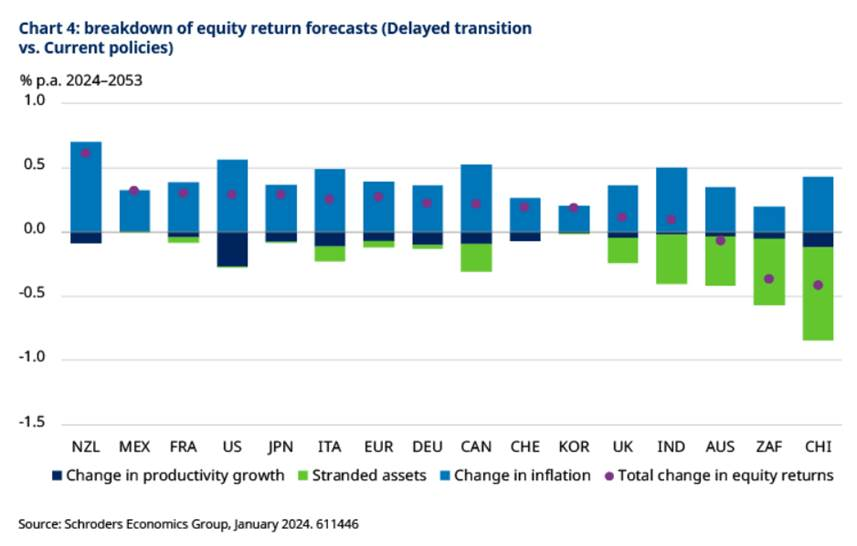 Chart 4: breakdown of equity return forecasts (Delayed transition
vs. Current policies)
% p.a. 2024–2053
1.0
0.5
0.0
-0.5
-1.0
-1.5
NZL MEX FRA US JPN ITA EUR DEU CAN CHE KOR UK IND AUS ZAF CHI
Change in productivity growth Stranded assets Change in inflation Total change in equity returns
Source: Schroders Economics Group, January 2024. 611446